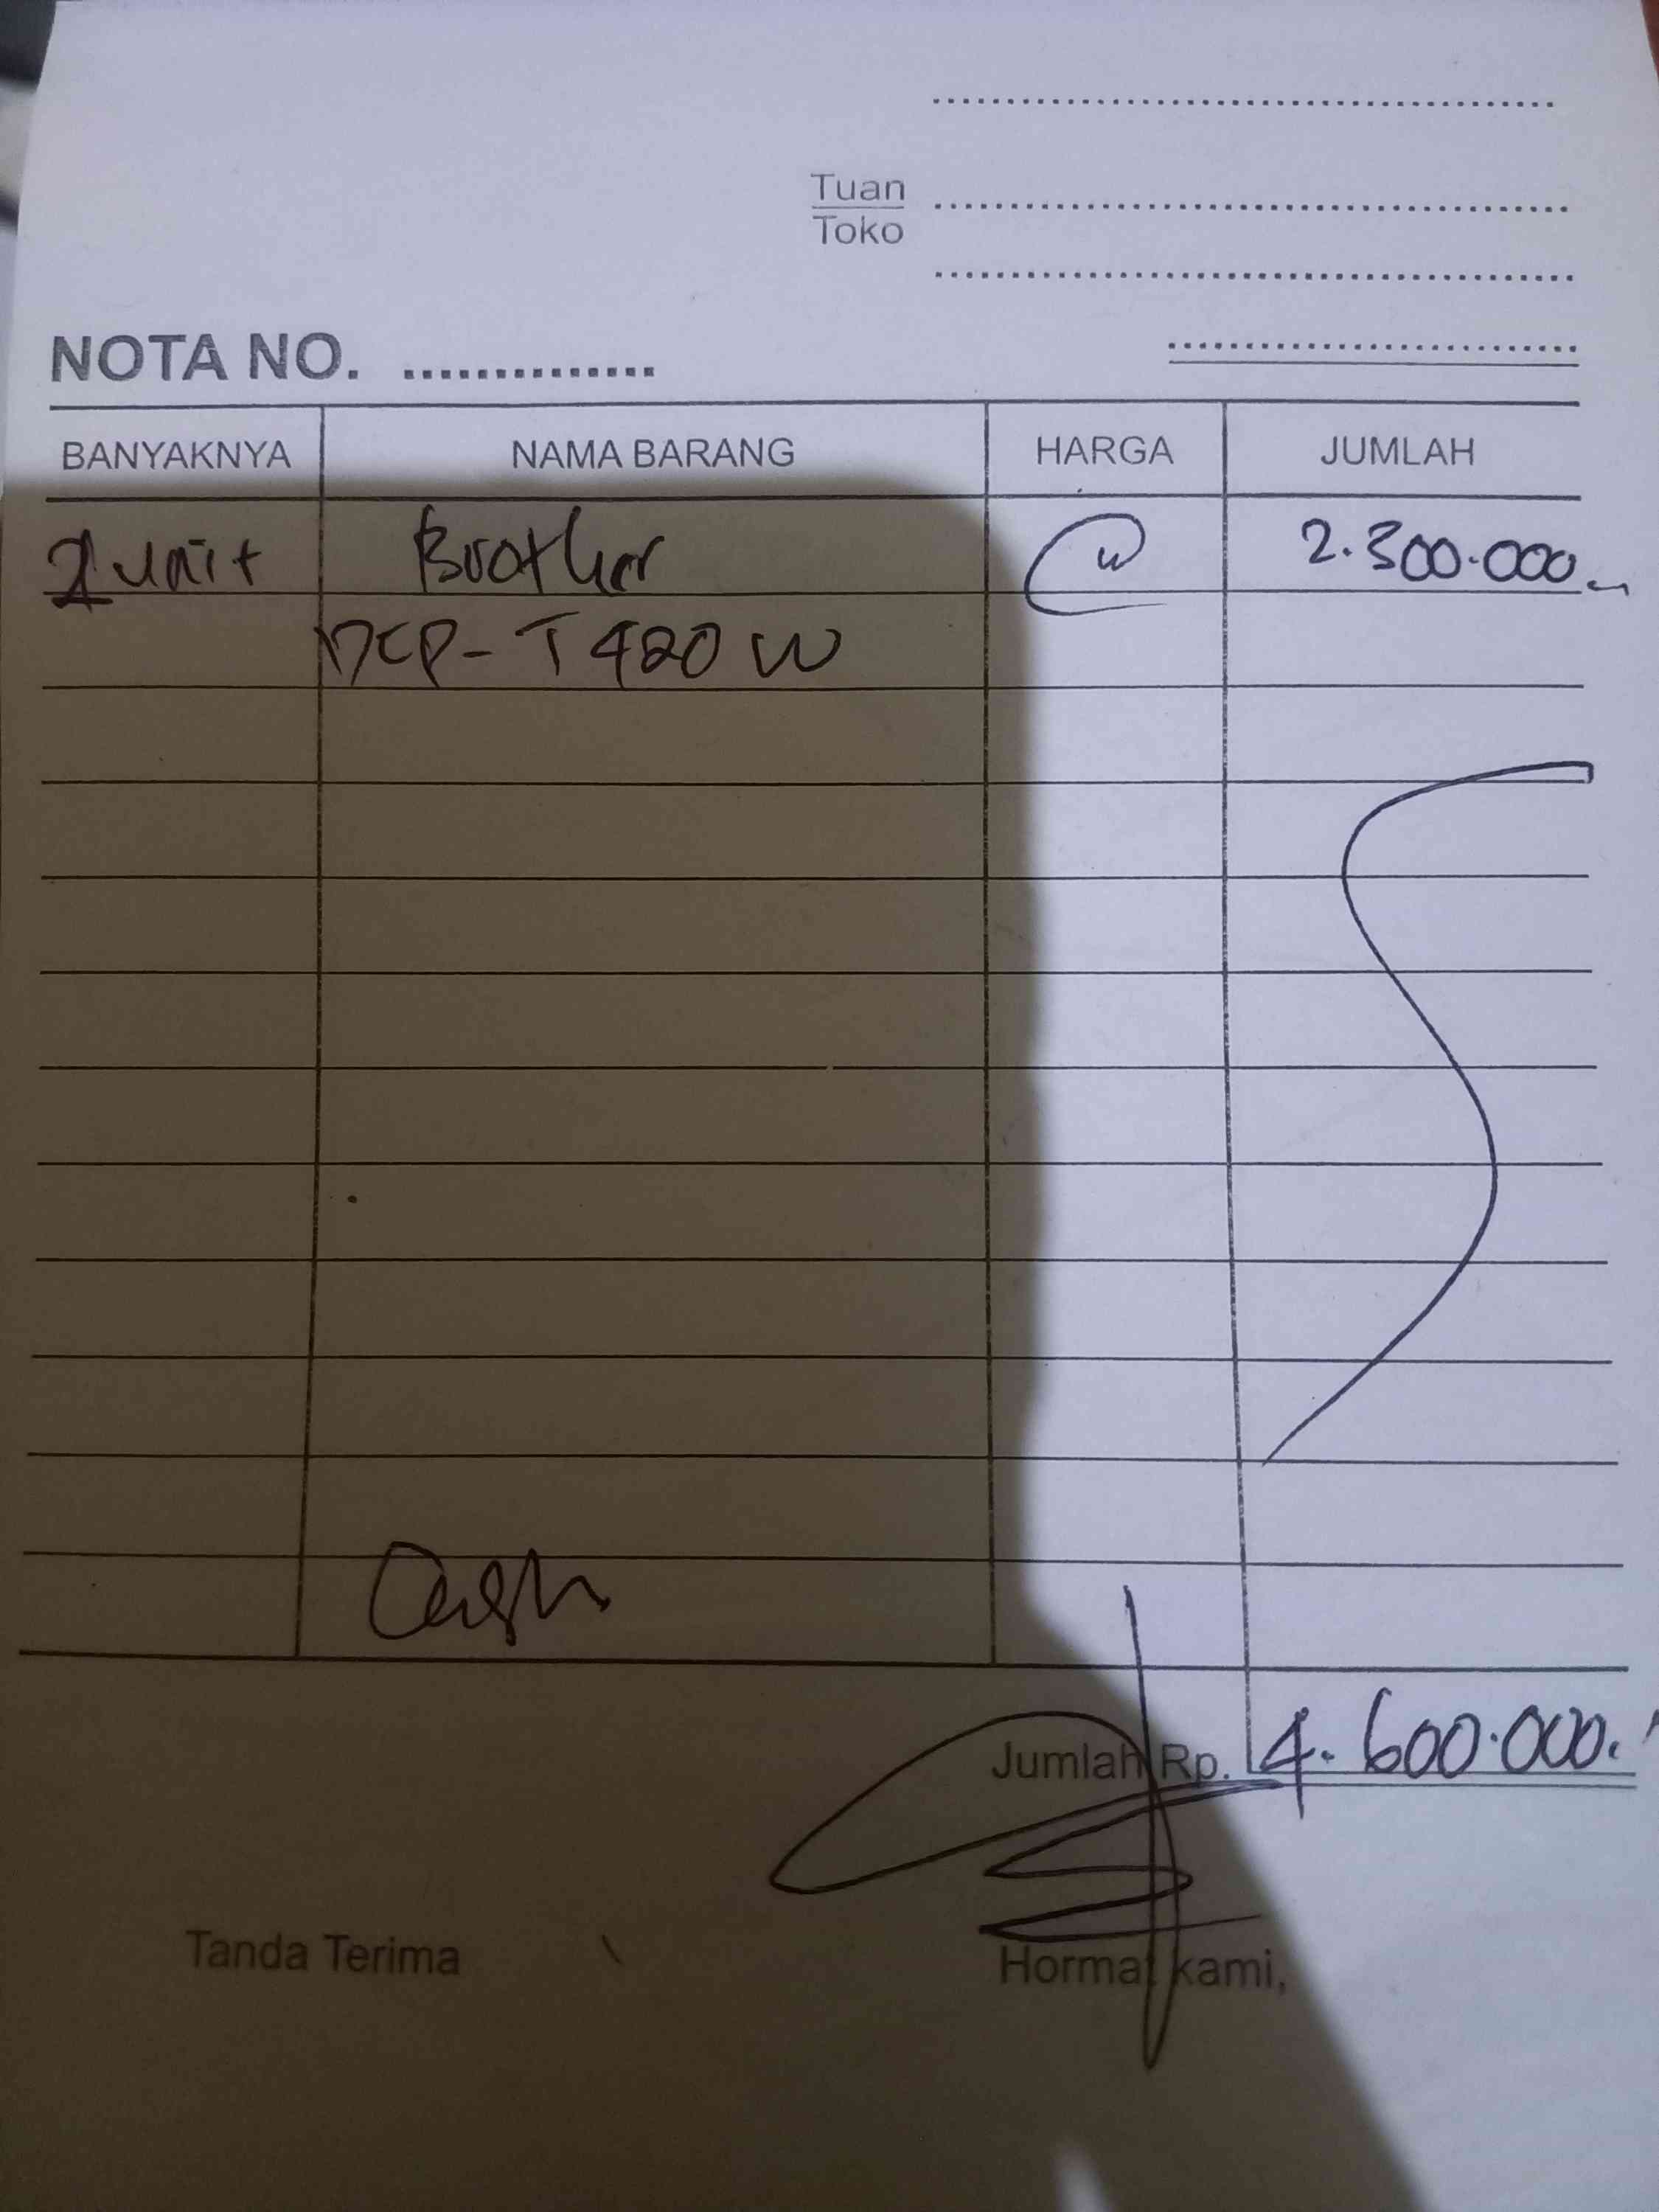 Tuan
Toko
NOTA NO. ..............
BANYAKNYA NAMA BARANG HARGA JUMLAH
2 unit Brother @ 2.300.000
DCP-T420 W
Cash
Jumlah Rp. 4.600.000.
Tanda Terima Hormat kami,